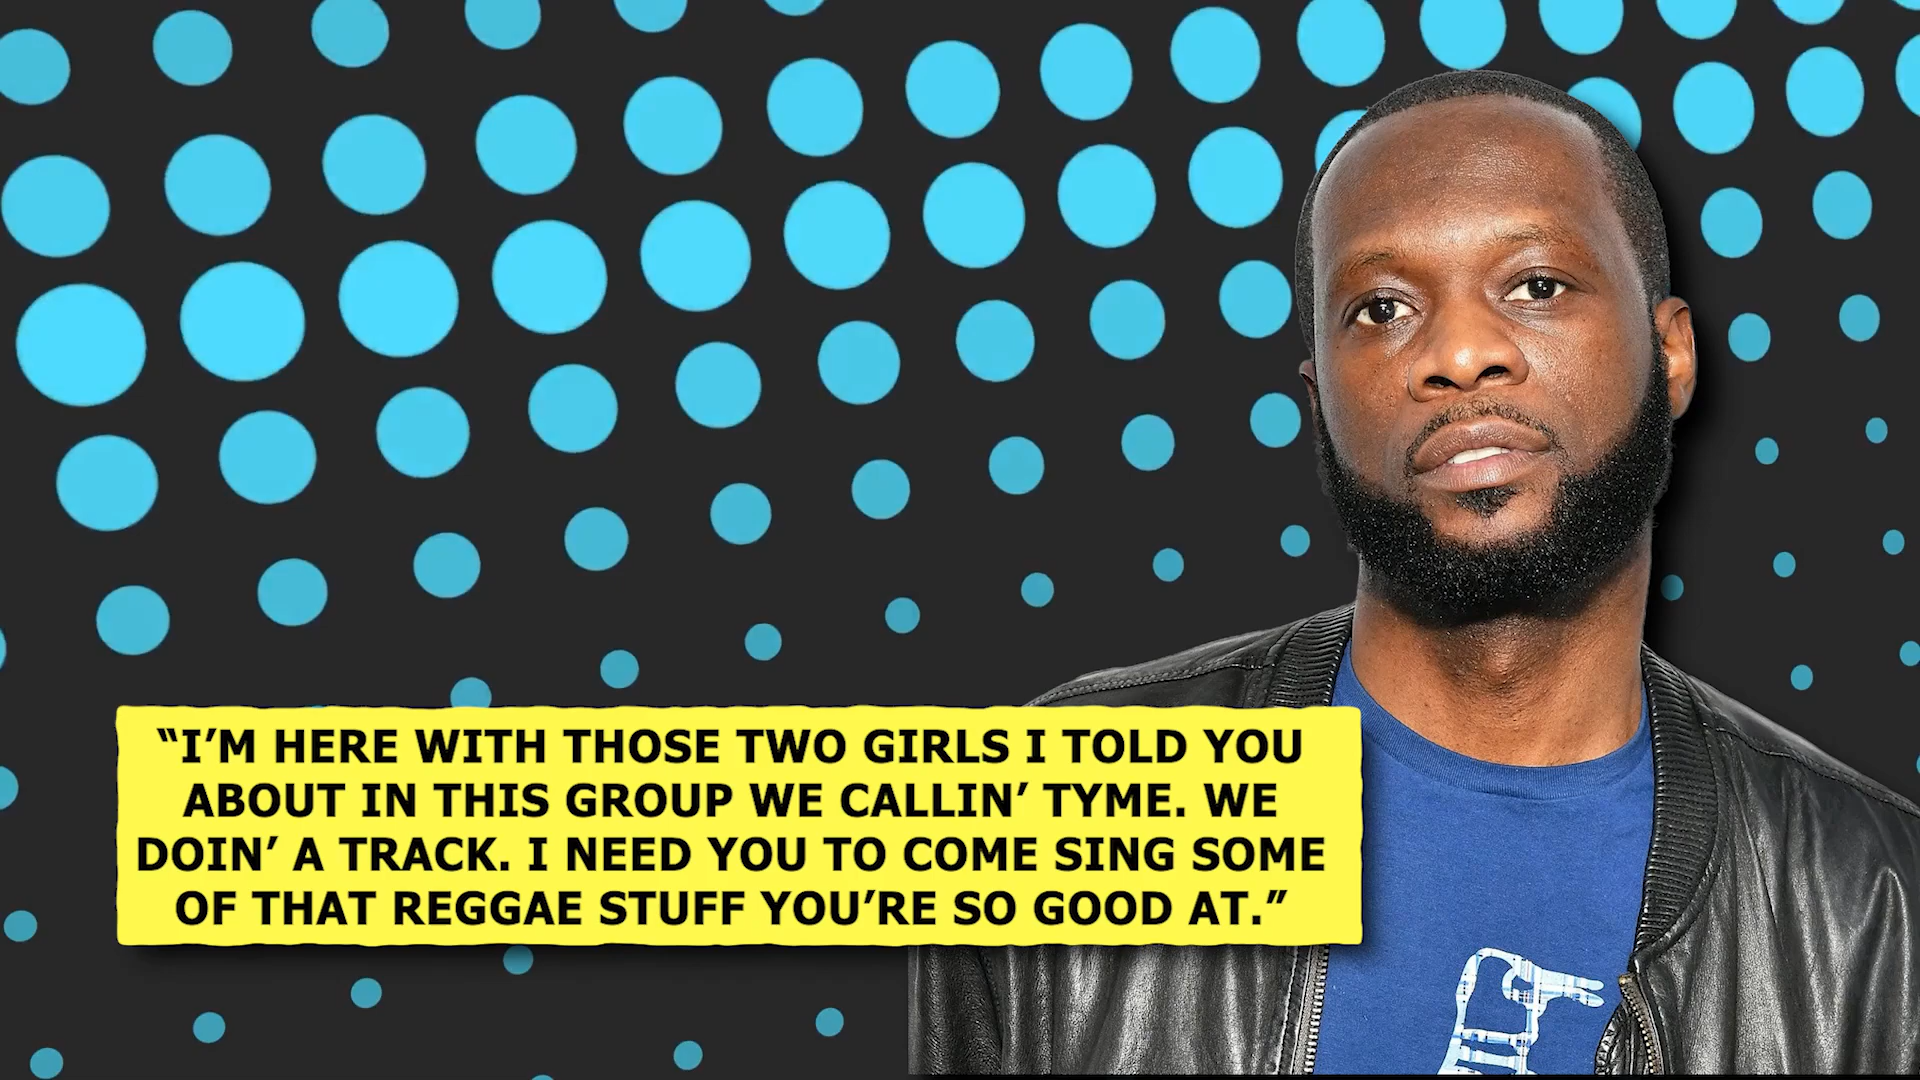 “I’M HERE WITH THOSE TWO GIRLS I TOLD YOU
ABOUT IN THIS GROUP WE CALLIN’ TYME. WE
DOIN’ A TRACK. I NEED YOU TO COME SING SOME
OF THAT REGGAE STUFF YOU’RE SO GOOD AT.”